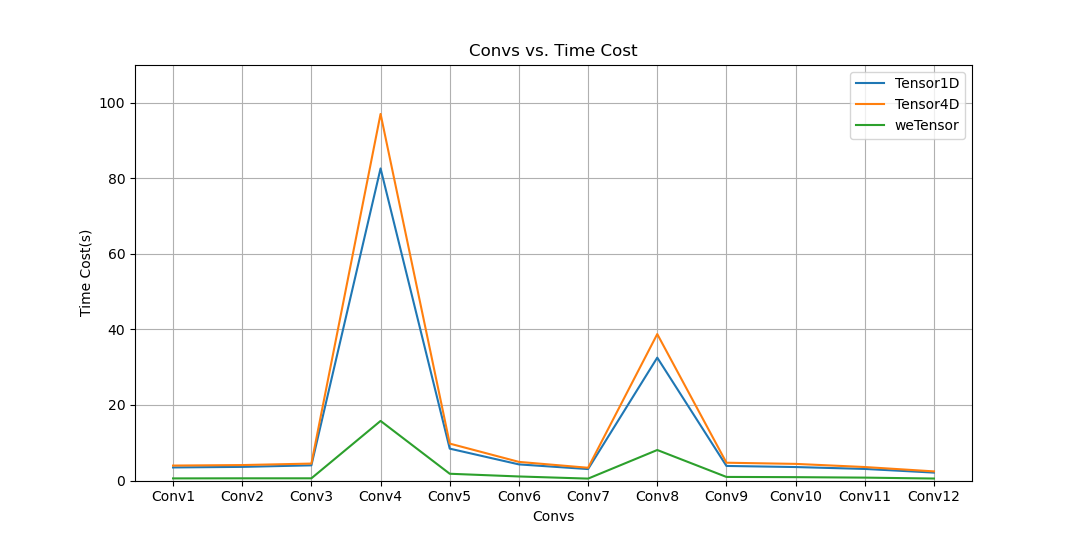 Convs vs. Time Cost
Tensor1D
Tensor4D
weTensor
100
80
60
40
20
0
Time Cost(s)
Conv1 Conv2 Conv3 Conv4 Conv5 Conv6 Conv7 Conv8 Conv9 Conv10 Conv11 Conv12
Convs